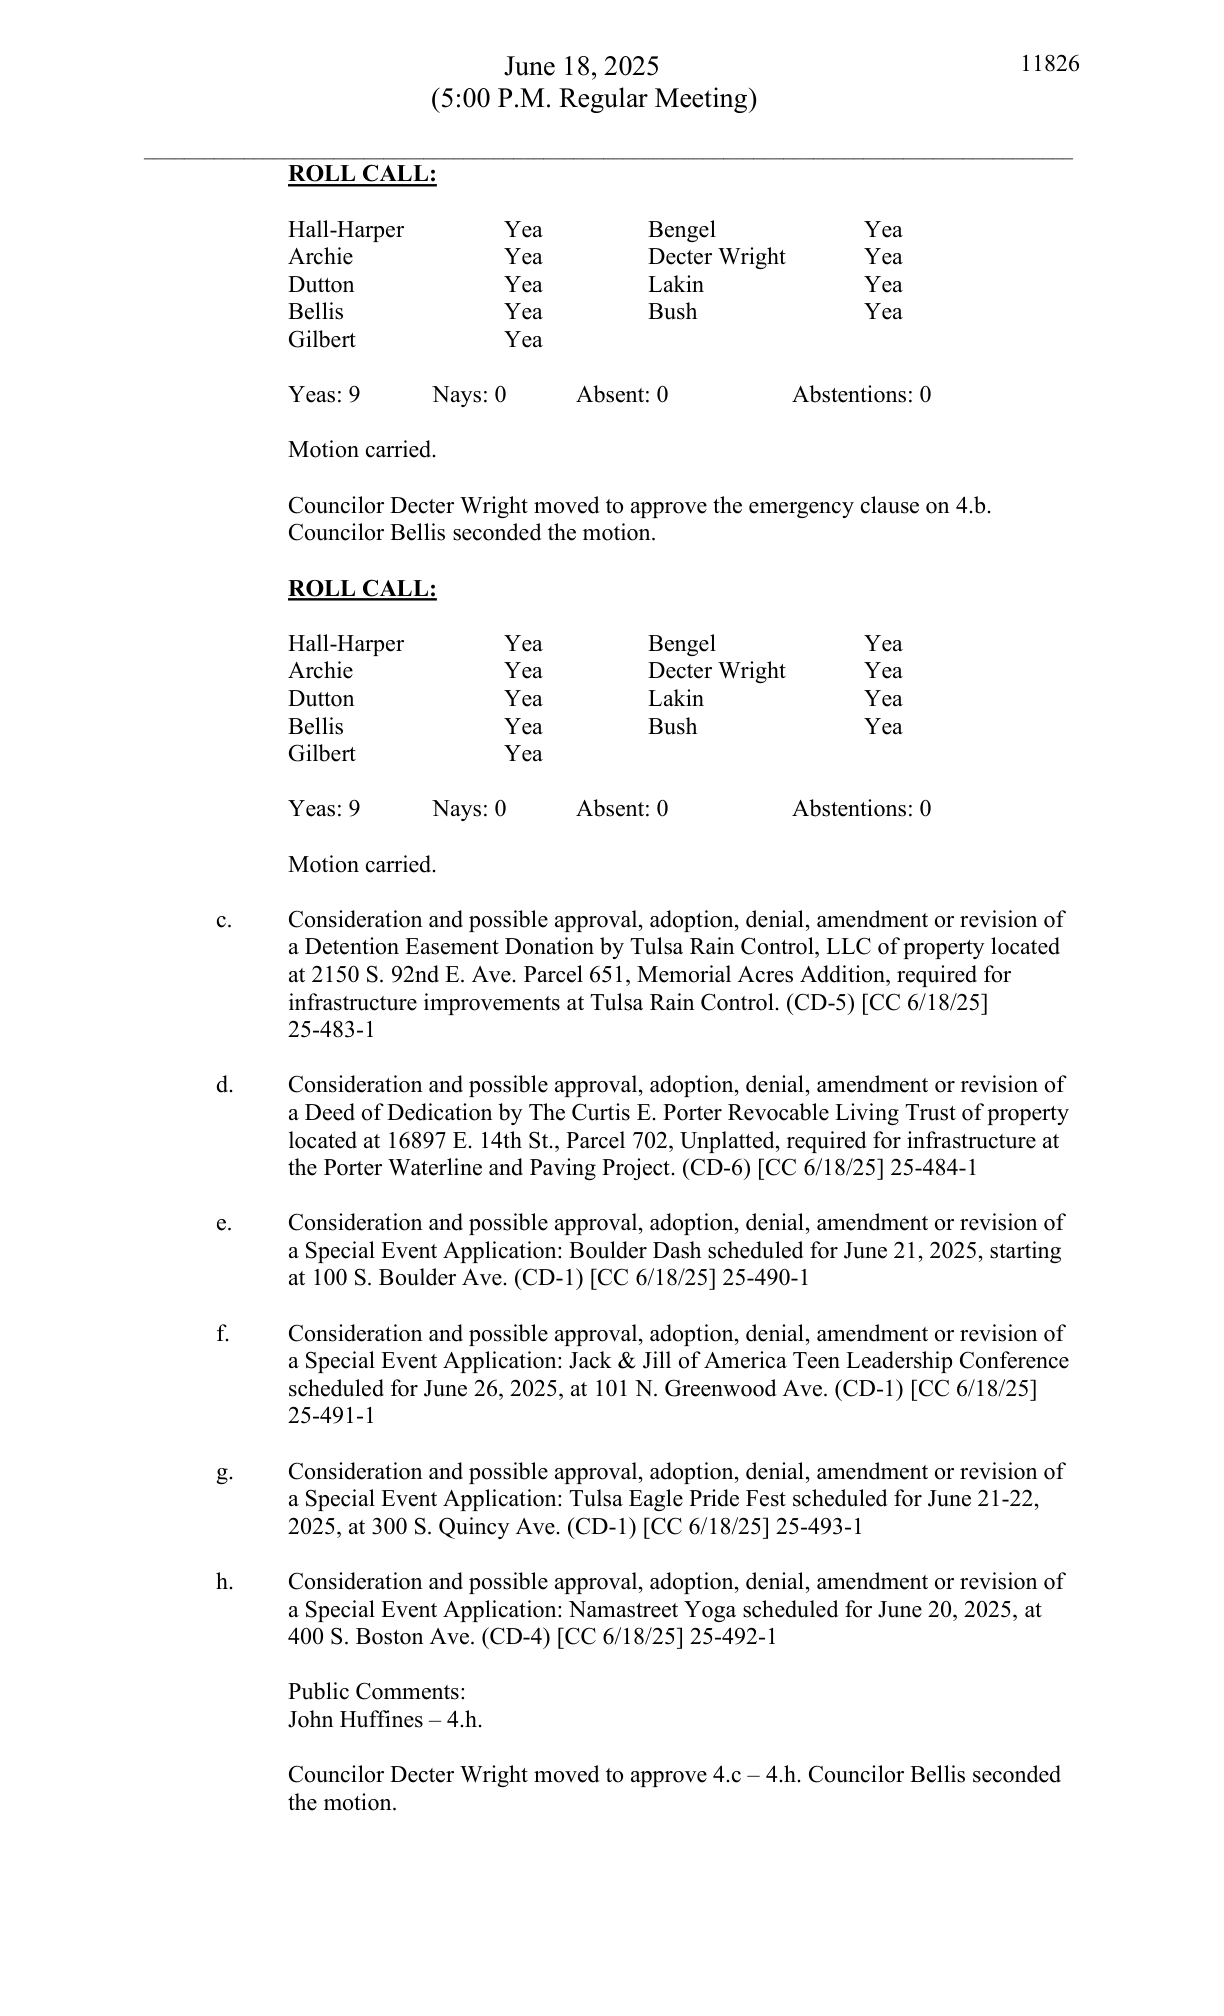 June 18, 2025 11826
(5:00 P.M. Regular Meeting)
ROLL CALL:
Hall-Harper Yea Bengel Yea
Archie Yea Decter Wright Yea
Dutton Yea Lakin Yea
Bellis Yea Bush Yea
Gilbert Yea
Yeas: 9 Nays: 0 Absent: 0 Abstentions: 0
Motion carried.
Councilor Decter Wright moved to approve the emergency clause on 4.b.
Councilor Bellis seconded the motion.
ROLL CALL:
Hall-Harper Yea Bengel Yea
Archie Yea Decter Wright Yea
Dutton Yea Lakin Yea
Bellis Yea Bush Yea
Gilbert Yea
Yeas: 9 Nays: 0 Absent: 0 Abstentions: 0
Motion carried.
c. Consideration and possible approval, adoption, denial, amendment or revision of
a Detention Easement Donation by Tulsa Rain Control, LLC of property located
at 2150 S. 92nd E. Ave. Parcel 651, Memorial Acres Addition, required for
infrastructure improvements at Tulsa Rain Control. (CD-5) [CC 6/18/25]
25-483-1
d. Consideration and possible approval, adoption, denial, amendment or revision of
a Deed of Dedication by The Curtis E. Porter Revocable Living Trust of property
located at 16897 E. 14th St., Parcel 702, Unplatted, required for infrastructure at
the Porter Waterline and Paving Project. (CD-6) [CC 6/18/25] 25-484-1
e. Consideration and possible approval, adoption, denial, amendment or revision of
a Special Event Application: Boulder Dash scheduled for June 21, 2025, starting
at 100 S. Boulder Ave. (CD-1) [CC 6/18/25] 25-490-1
f. Consideration and possible approval, adoption, denial, amendment or revision of
a Special Event Application: Jack & Jill of America Teen Leadership Conference
scheduled for June 26, 2025, at 101 N. Greenwood Ave. (CD-1) [CC 6/18/25]
25-491-1
g. Consideration and possible approval, adoption, denial, amendment or revision of
a Special Event Application: Tulsa Eagle Pride Fest scheduled for June 21-22,
2025, at 300 S. Quincy Ave. (CD-1) [CC 6/18/25] 25-493-1
h. Consideration and possible approval, adoption, denial, amendment or revision of
a Special Event Application: Namastreet Yoga scheduled for June 20, 2025, at
400 S. Boston Ave. (CD-4) [CC 6/18/25] 25-492-1
Public Comments:
John Huffines – 4.h.
Councilor Decter Wright moved to approve 4.c – 4.h. Councilor Bellis seconded
the motion.